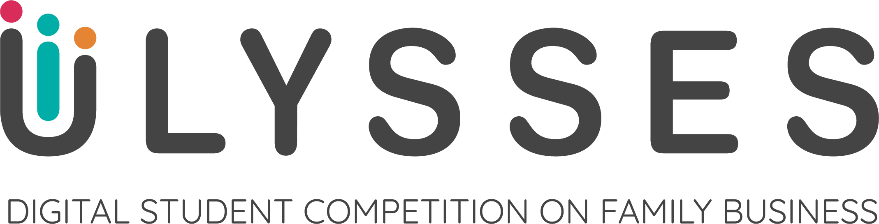 ULYSSES
DIGITAL STUDENT COMPETITION ON FAMILY BUSINESS